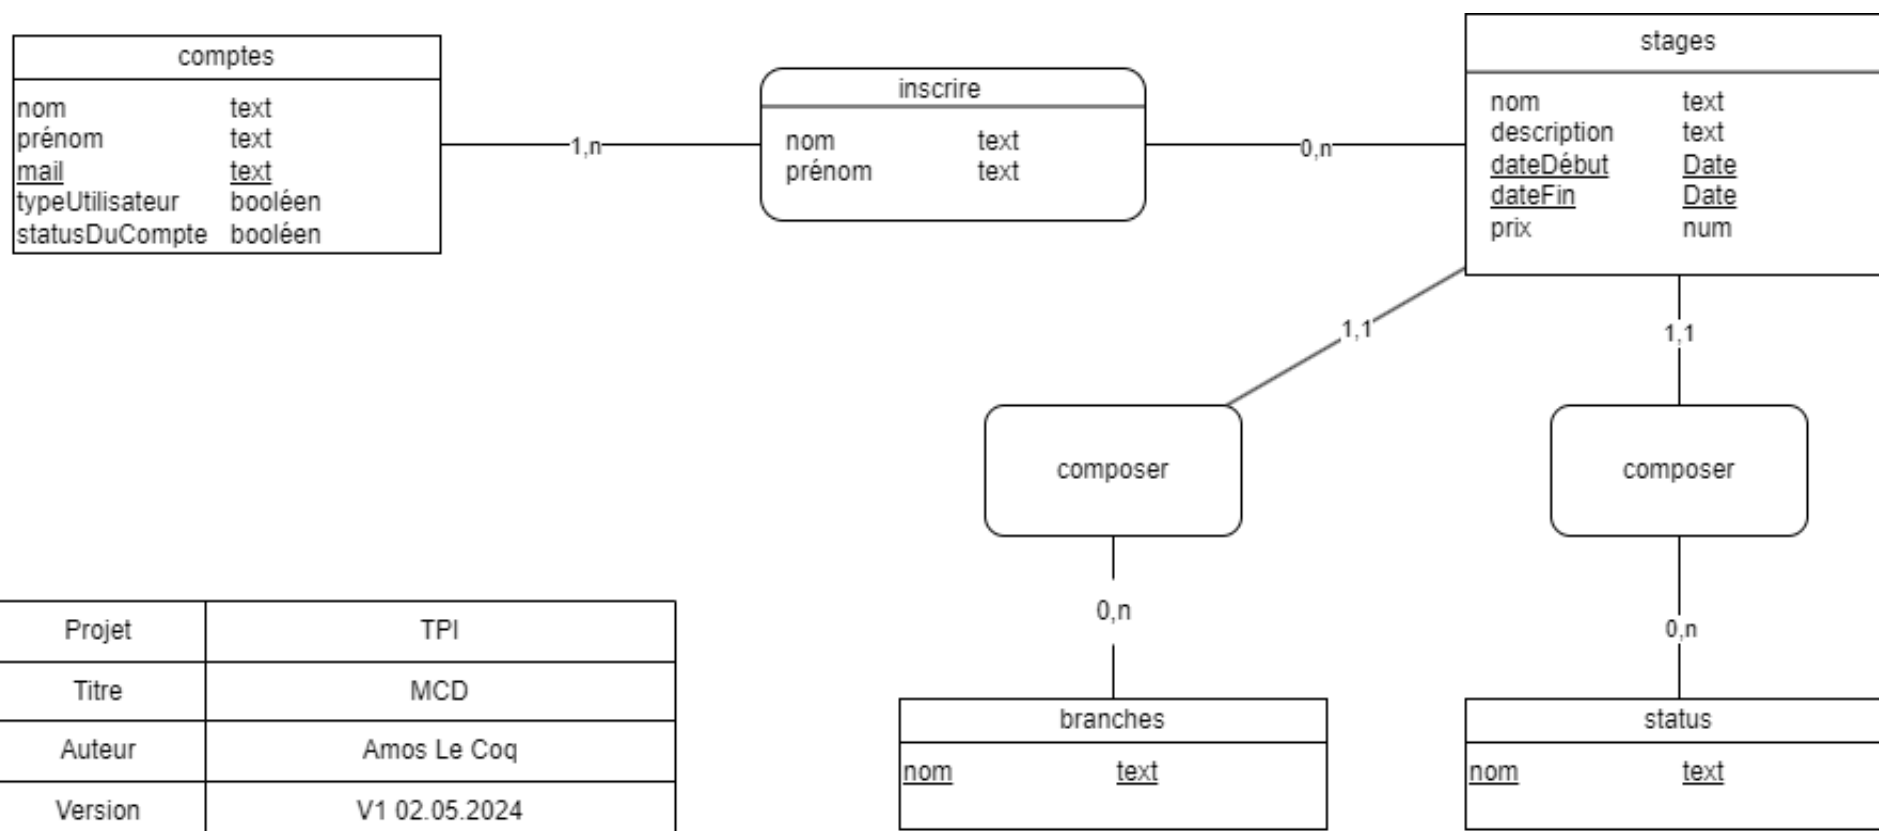 comptes
nom text
prénom text
mail text
typeUtilisateur booléen
statusDuCompte booléen
1,n
inscrire
nom text
prénom text
0,n
stages
nom text
description text
dateDébut Date
dateFin Date
prix num
1,1
1,1
composer
composer
0,n
0,n
branches
nom text
status
nom text
Projet TPI
Titre MCD
Auteur Amos Le Coq
Version V1 02.05.2024